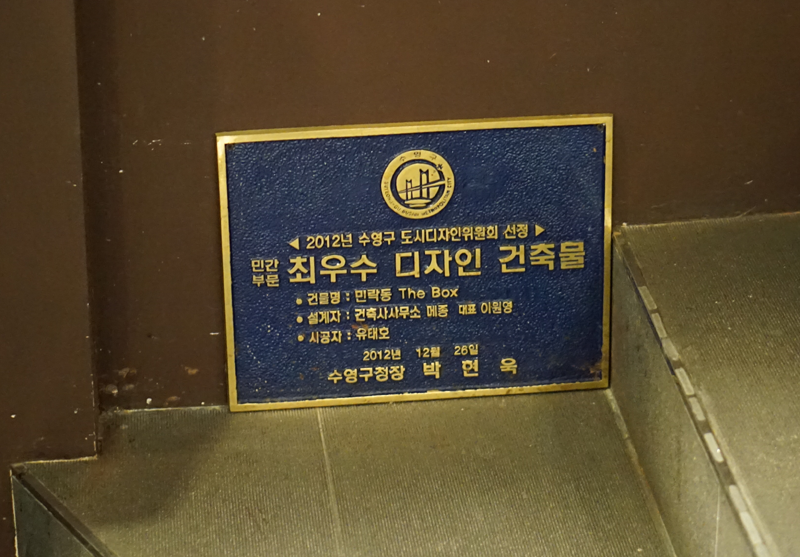 수영구
◀ 2012년 수영구 도시디자인위원회 선정 ▶
민간부문 최우수 디자인 건축물
● 건물명 : 민락동 The Box
● 설계자 : 건축사사무소 메종 대표 이원영
● 시공자 : 유태호
2012년 12월 26일
수영구청장 박 현 욱